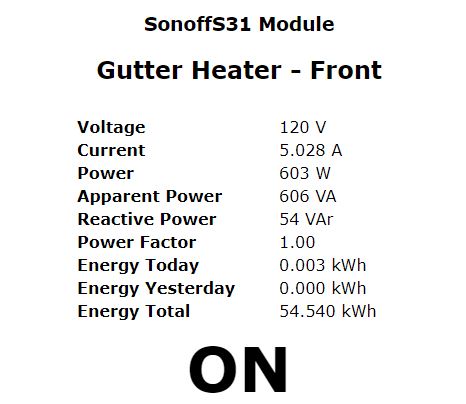 SonoffS31 Module
Gutter Heater - Front
Voltage 120 V
Current 5.028 A
Power 603 W
Apparent Power 606 VA
Reactive Power 54 VAr
Power Factor 1.00
Energy Today 0.003 kWh
Energy Yesterday 0.000 kWh
Energy Total 54.540 kWh
ON